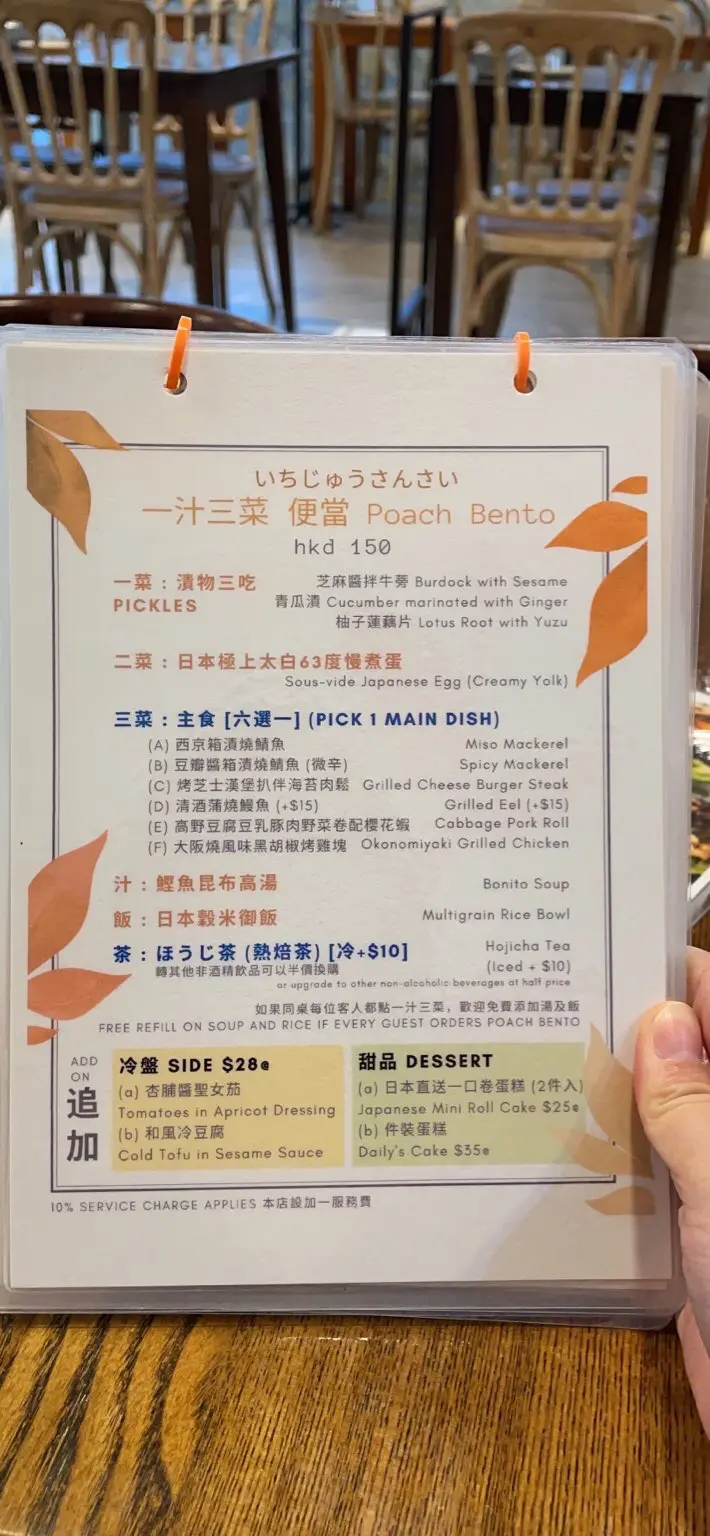 いちじゅうさんさい
一汁三菜 便當 Poach Bento
hkd 150
一菜：漬物三吃
PICKLES
芝麻醬拌牛蒡 Burdock with Sesame
青瓜漬 Cucumber marinated with Ginger
柚子蓮藕片 Lotus Root with Yuzu
二菜：日本極上太白63度慢煮蛋
Sous-vide Japanese Egg (Creamy Yolk)
三菜：主食 [六選一] (PICK 1 MAIN DISH)
(A) 西京箱漬燒鯖魚 Miso Mackerel
(B) 豆瓣醬箱漬燒鯖魚 (微辛) Spicy Mackerel
(C) 烤芝士漢堡扒伴海苔肉鬆 Grilled Cheese Burger Steak
(D) 清酒蒲燒鰻魚 (+$15) Grilled Eel (+$15)
(E) 高野豆腐豆乳豚肉野菜卷配櫻花蝦 Cabbage Pork Roll
(F) 大阪燒風味黑胡椒烤雞塊 Okonomiyaki Grilled Chicken
汁：鰹魚昆布高湯 Bonito Soup
飯：日本穀米御飯 Multigrain Rice Bowl
茶：ほうじ茶 (熱焙茶) [冷+$10] Hojicha Tea
(Iced + $10)
轉其他非酒精飲品可以半價換購
or upgrade to other non-alcoholic beverages at half price
如果同桌每位客人都點一汁三菜，歡迎免費添加湯及飯
FREE REFILL ON SOUP AND RICE IF EVERY GUEST ORDERS POACH BENTO
ADD
ON
追
加
冷盤 SIDE $28@
(a) 杏脯醬聖女茄
Tomatoes in Apricot Dressing
(b) 和風冷豆腐
Cold Tofu in Sesame Sauce
甜品 DESSERT
(a) 日本直送一口卷蛋糕 (2件入)
Japanese Mini Roll Cake $25@
(b) 件裝蛋糕
Daily's Cake $35@
10% SERVICE CHARGE APPLIES 本店設加一服務費